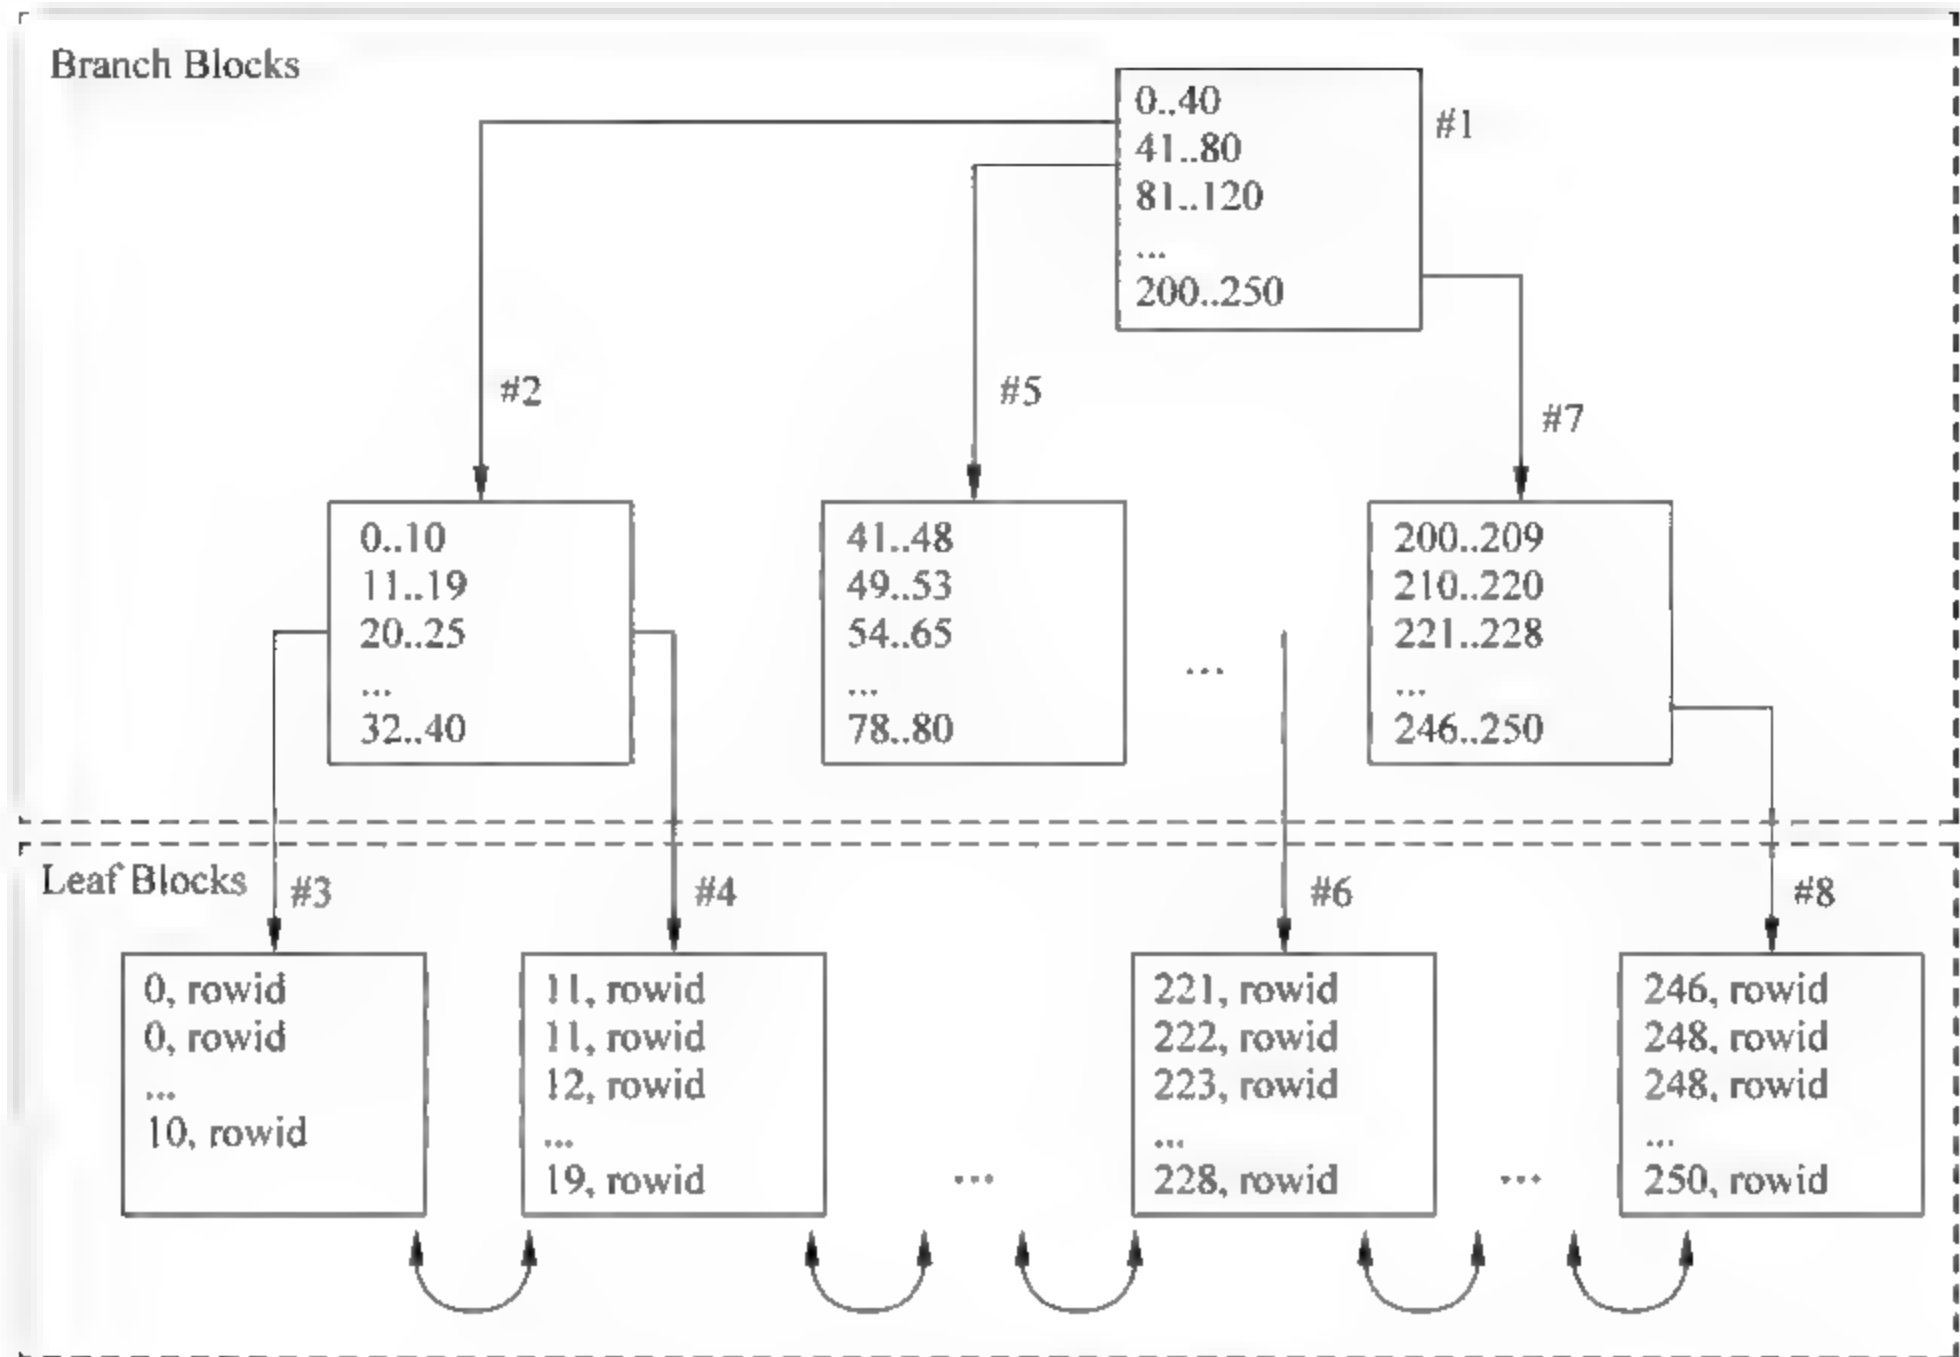 Branch Blocks
0..40
41..80
81..120
...
200..250
#1
#2
#5
#7
0..10
11..19
20..25
...
32..40
41..48
49..53
54..65
...
78..80
...
200..209
210..220
221..228
...
246..250
Leaf Blocks
#3
#4
#6
#8
0, rowid
0, rowid
...
10, rowid
11, rowid
11, rowid
12, rowid
...
19, rowid
...
221, rowid
222, rowid
223, rowid
...
228, rowid
...
246, rowid
248, rowid
248, rowid
...
250, rowid